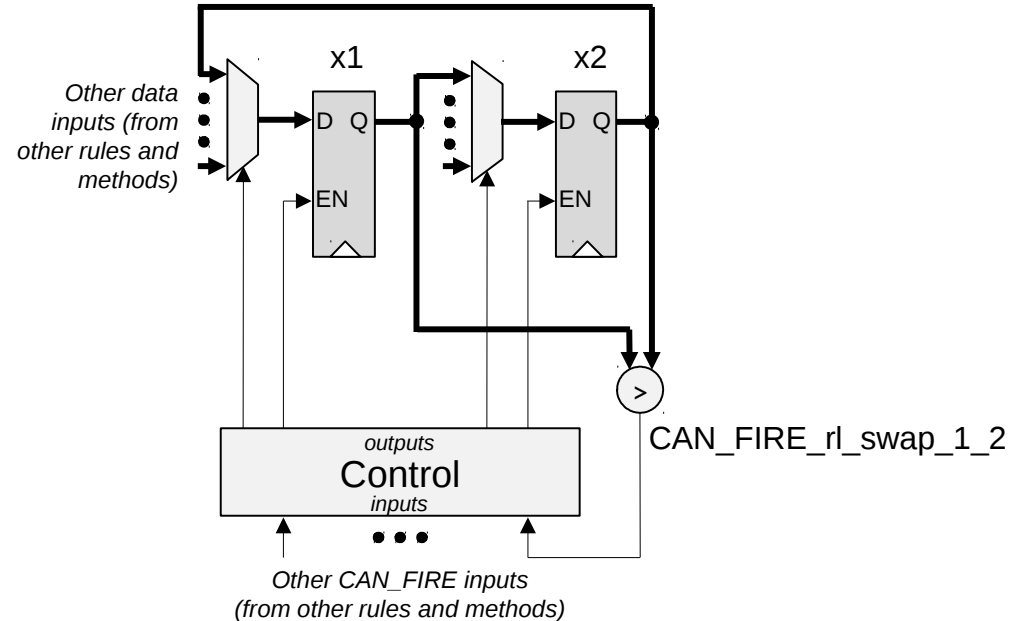 x1
x2
Other data
inputs (from
other rules and
methods)
D Q
EN
D Q
EN
>
CAN_FIRE_rl_swap_1_2
outputs
Control
inputs
Other CAN_FIRE inputs
(from other rules and methods)